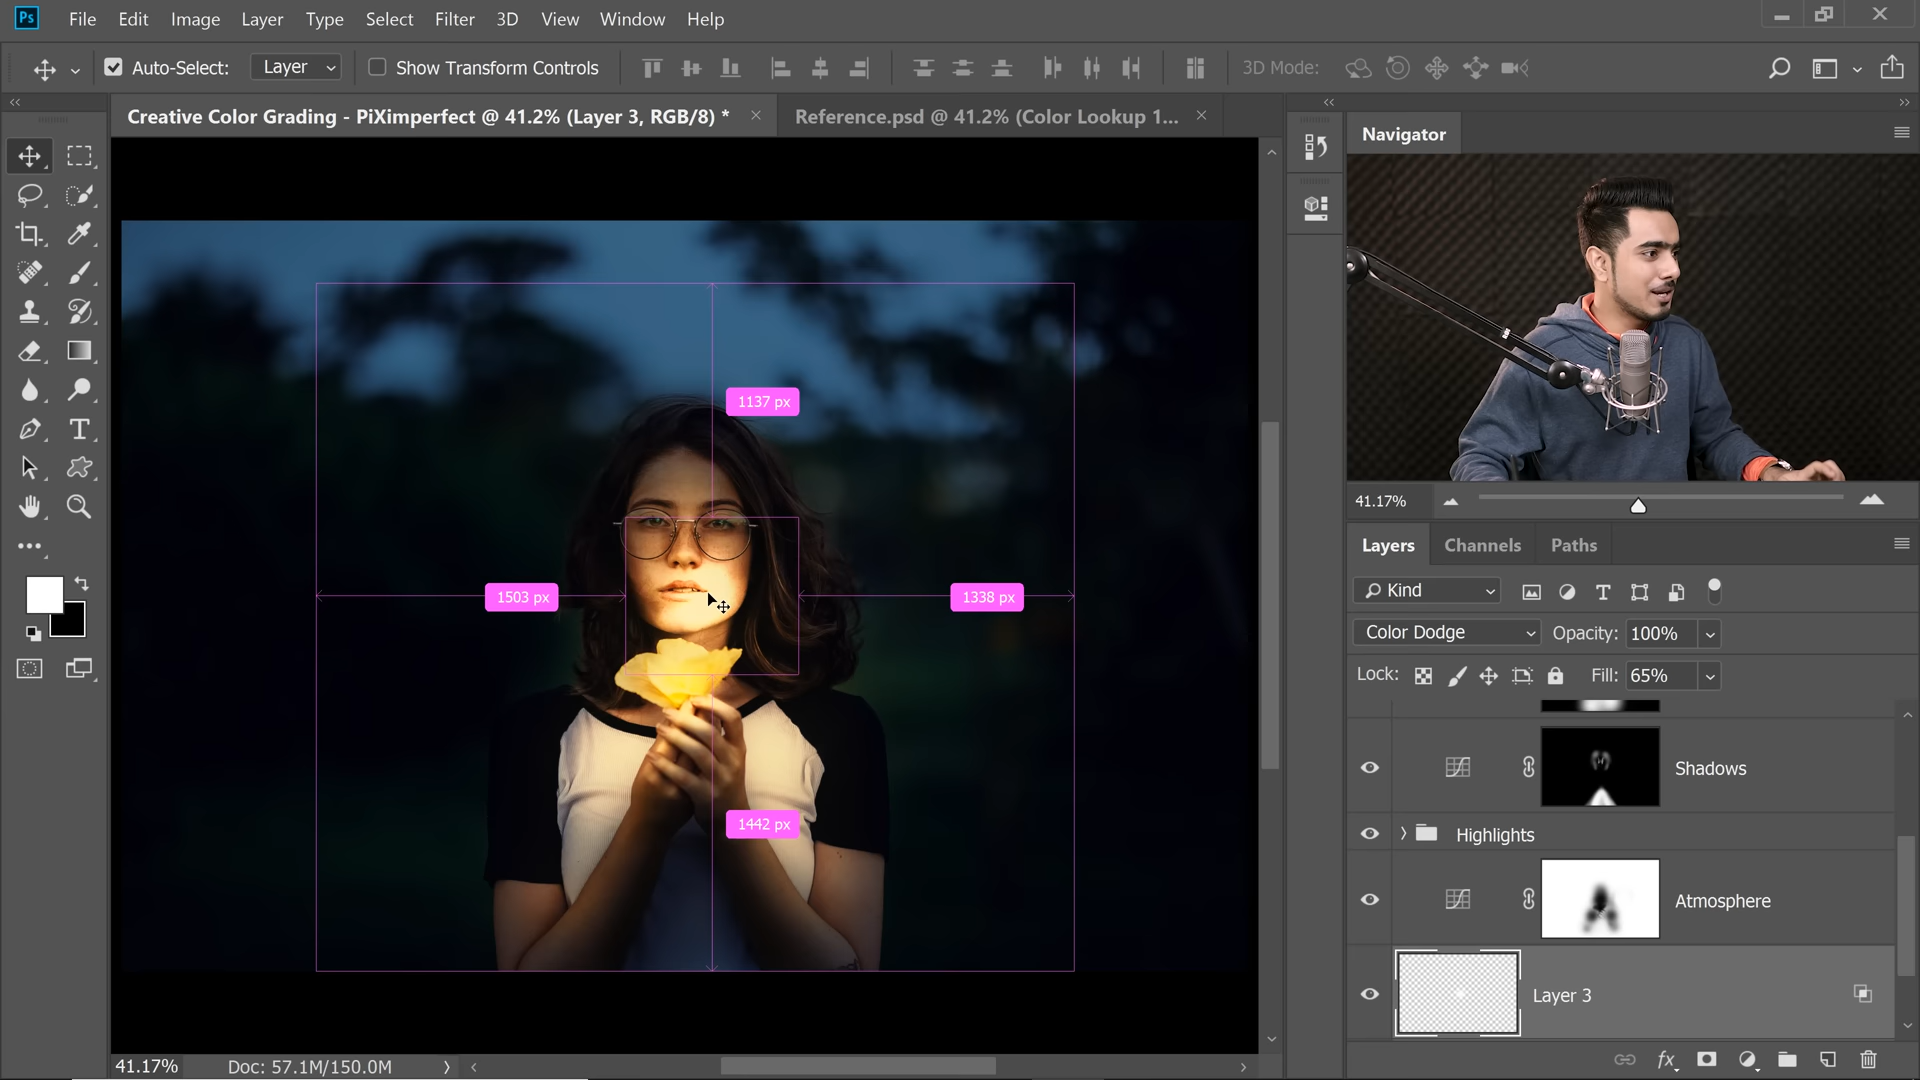 Ps File Edit Image Layer Type Select Filter 3D View Window Help
Auto-Select: Layer Show Transform Controls 3D Mode:
Creative Color Grading - PiXimperfect @ 41.2% (Layer 3, RGB/8) * Reference.psd @ 41.2% (Color Lookup 1...
Navigator
1137 px
1503 px 1338 px
1442 px
41.17%
Layers Channels Paths
Kind
Color Dodge Opacity: 100%
Lock: Fill: 65%
Shadows
Highlights
Atmosphere
Layer 3
fx
41.17% Doc: 57.1M/150.0M